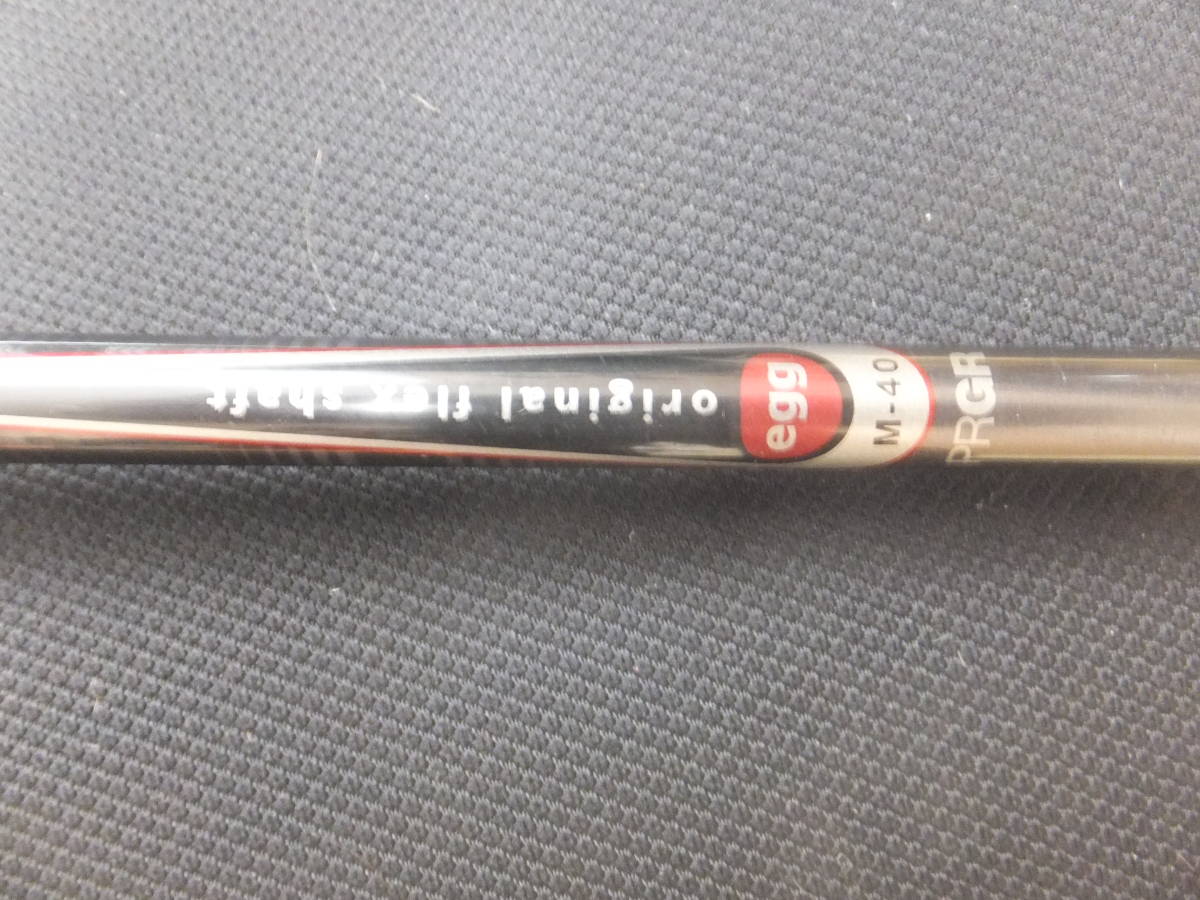 PRGR
M-40
egg
original flex shaft